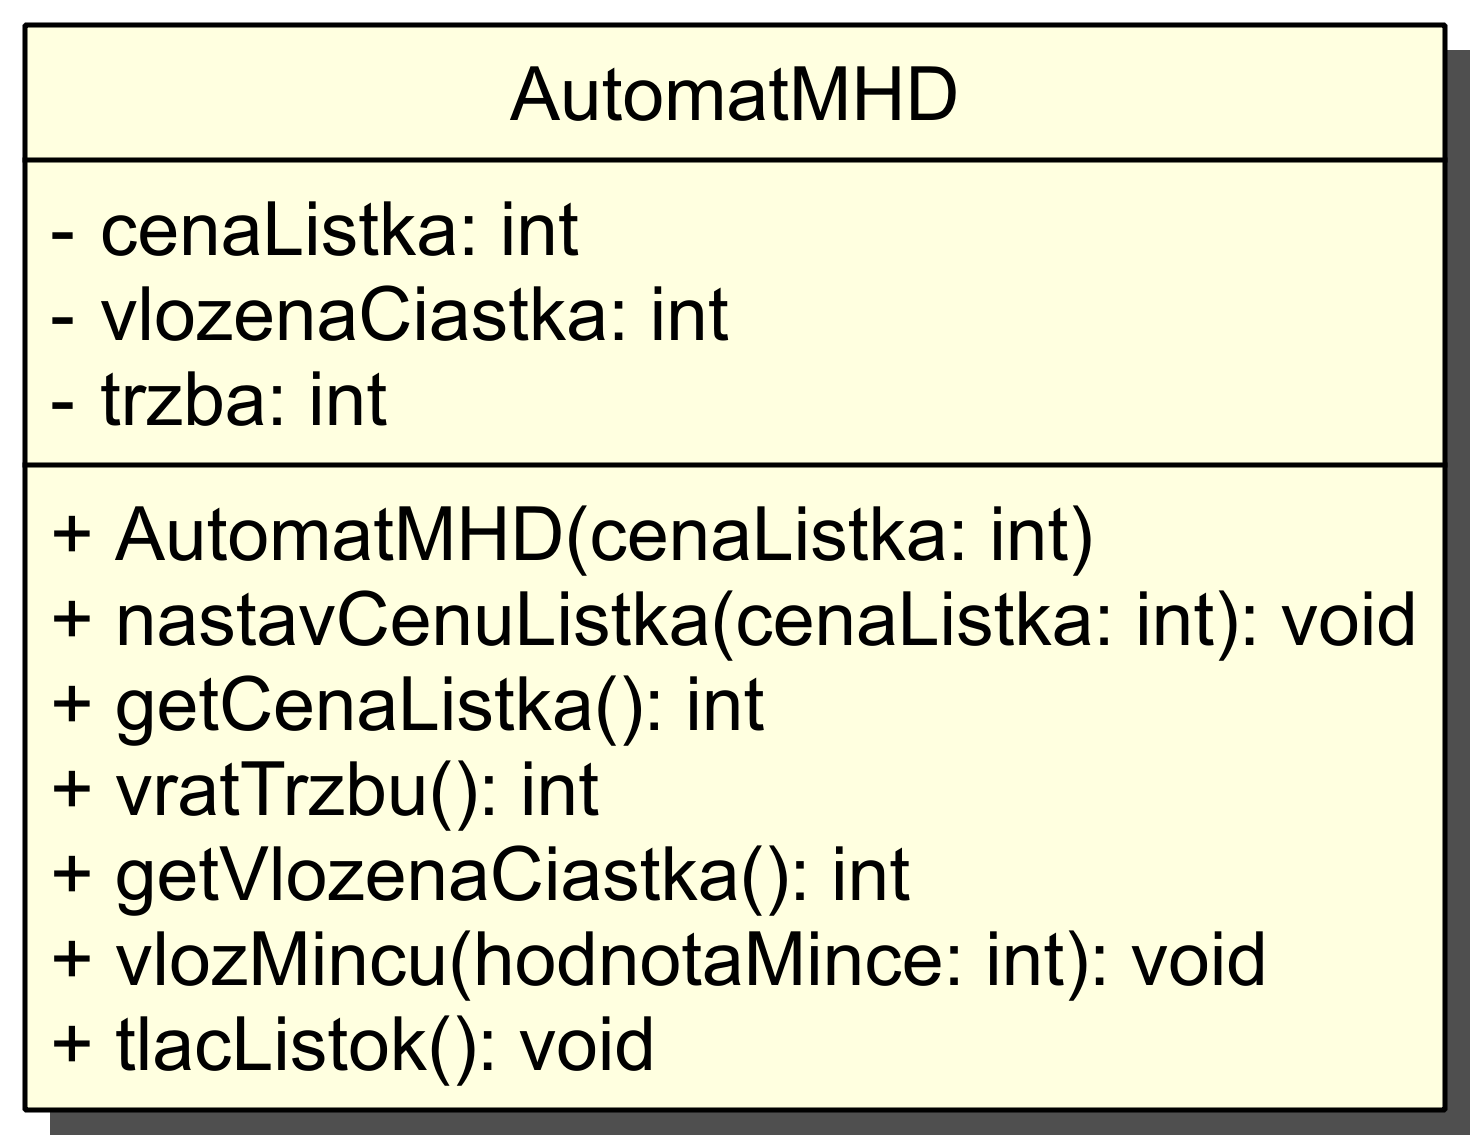 AutomatMHD
- cenaListka: int
- vlozenaCiastka: int
- trzba: int
+ AutomatMHD(cenaListka: int)
+ nastavCenuListka(cenaListka: int): void
+ getCenaListka(): int
+ vratTrzbu(): int
+ getVlozenaCiastka(): int
+ vlozMincu(hodnotaMince: int): void
+ tlacListok(): void